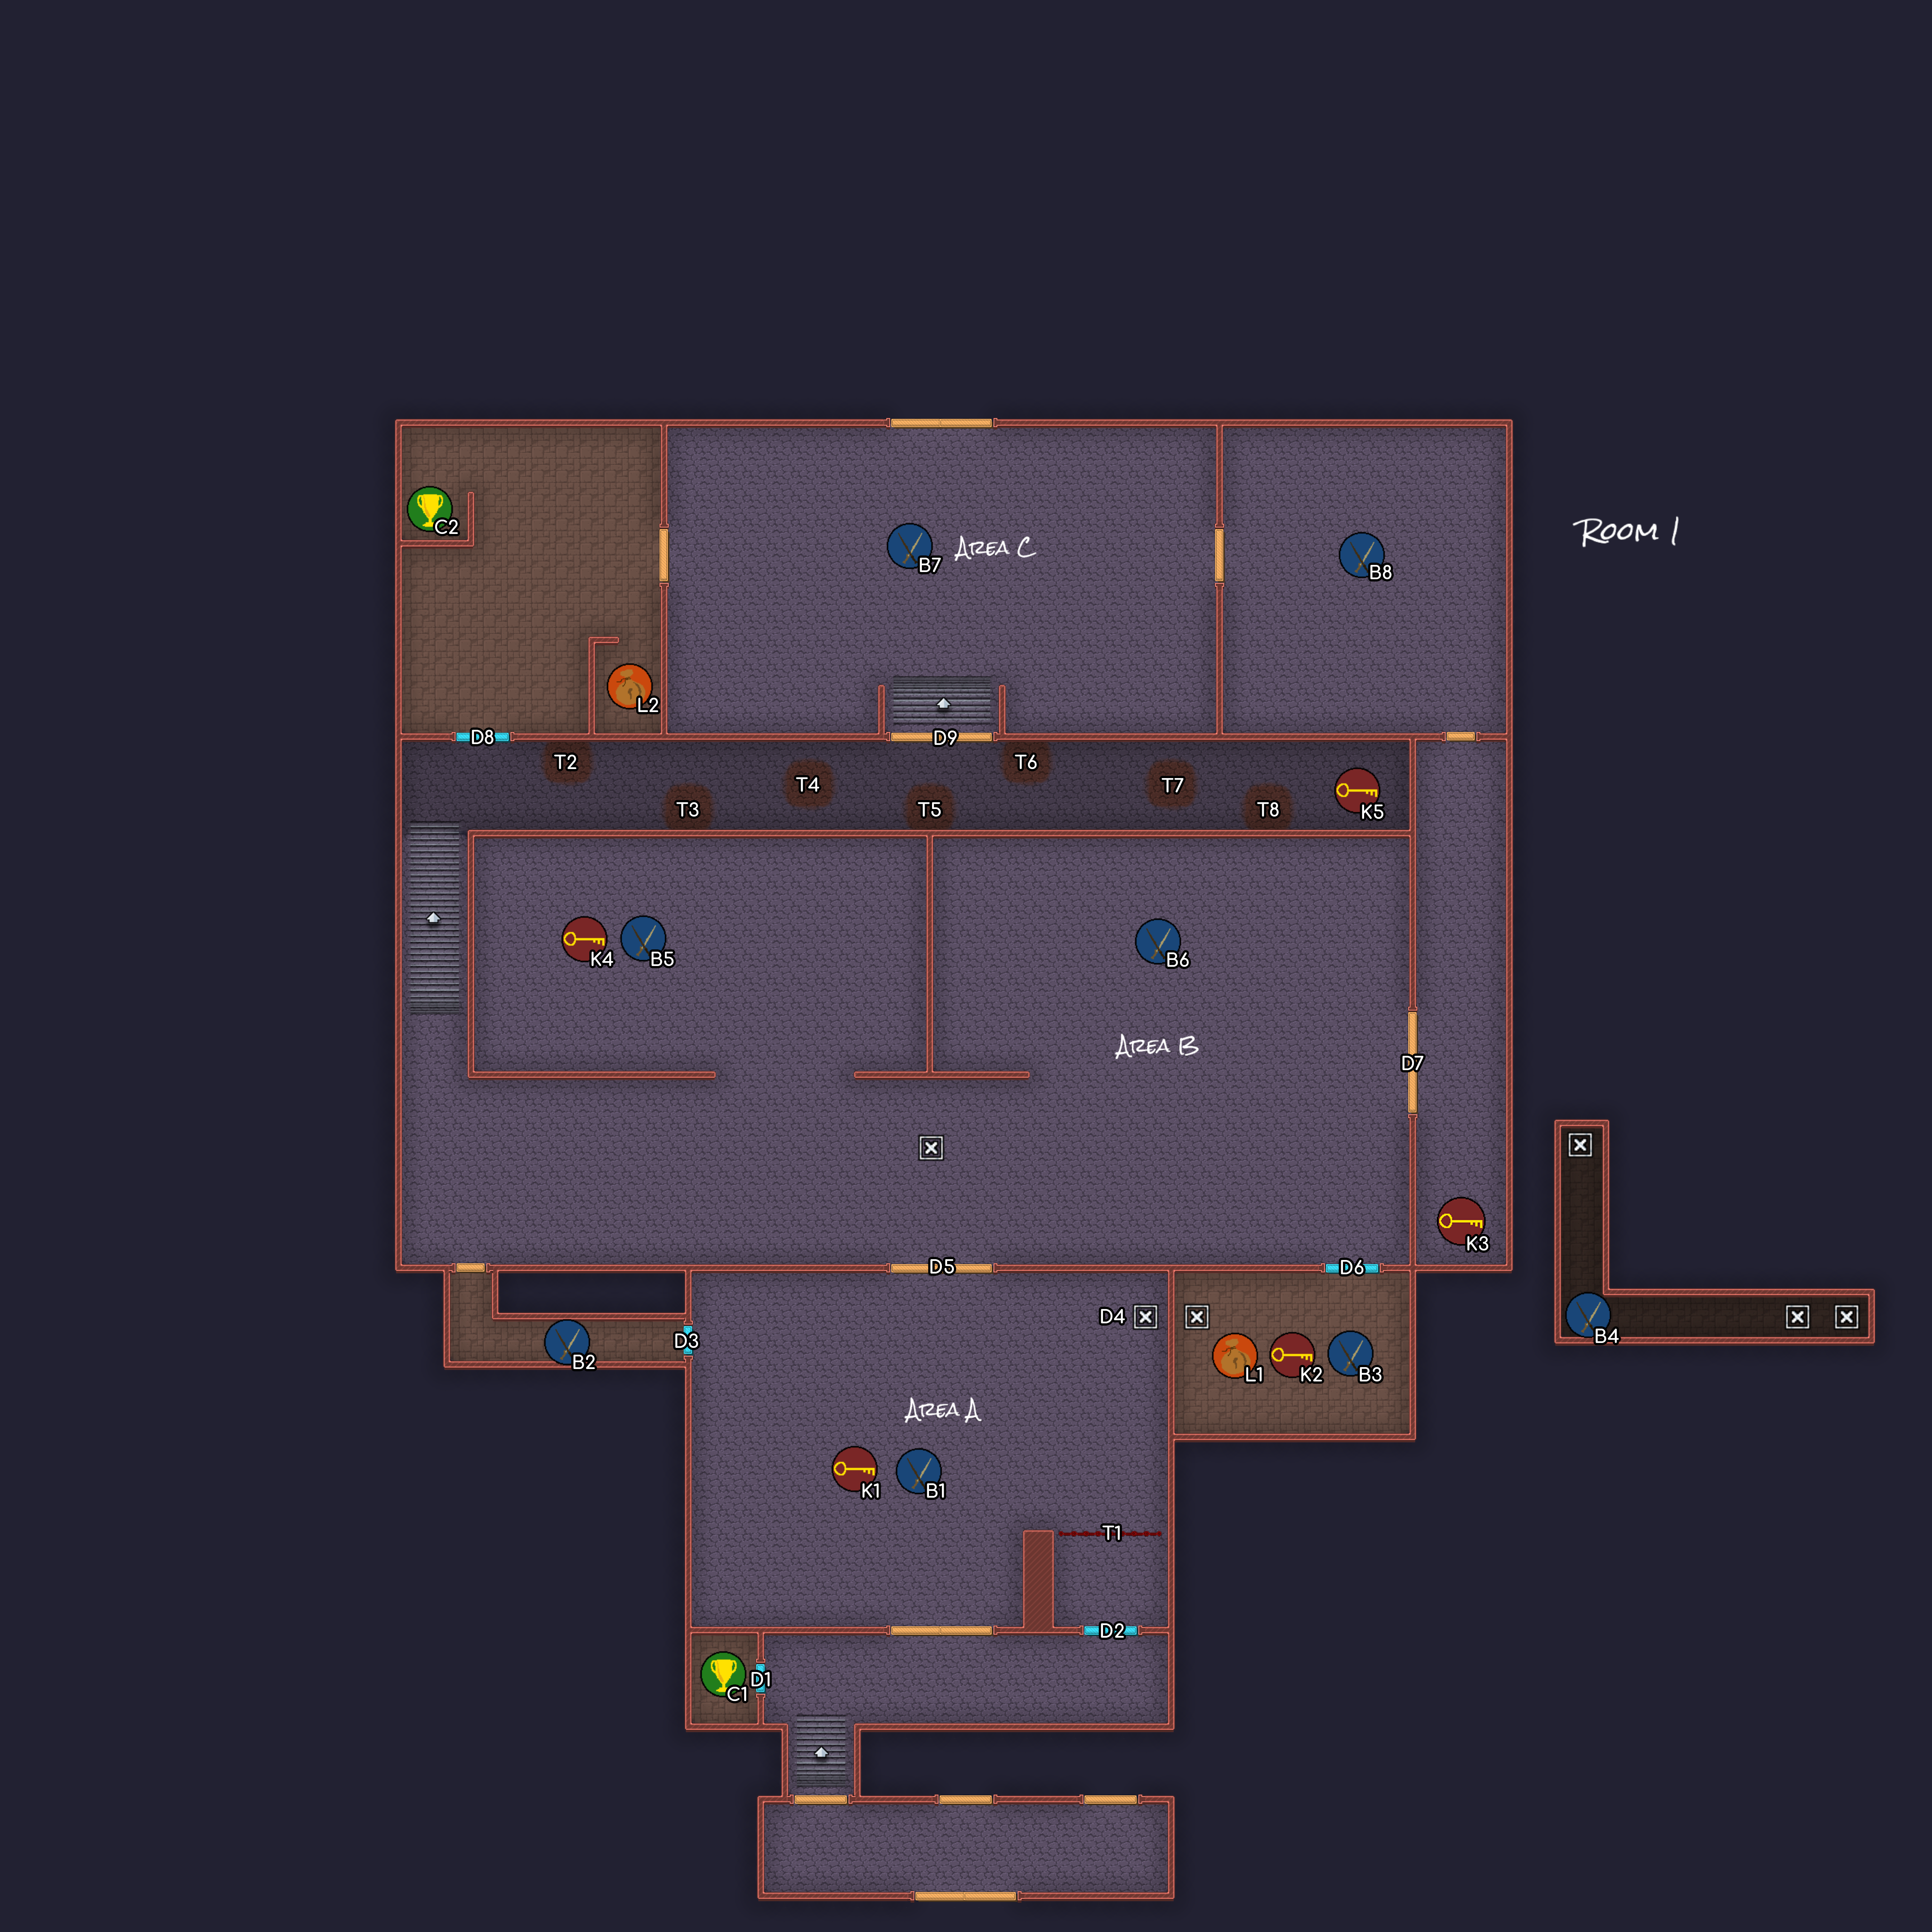 Room 1
C2
B7
Area C
B8
L2
D8
D9
T2
T3
T4
T5
T6
T7
T8
K5
K4
B5
B6
Area B
D7
K3
D5
D6
D4
D3
B2
L1
K2
B3
B4
Area A
K1
B1
T1
D2
C1
D1